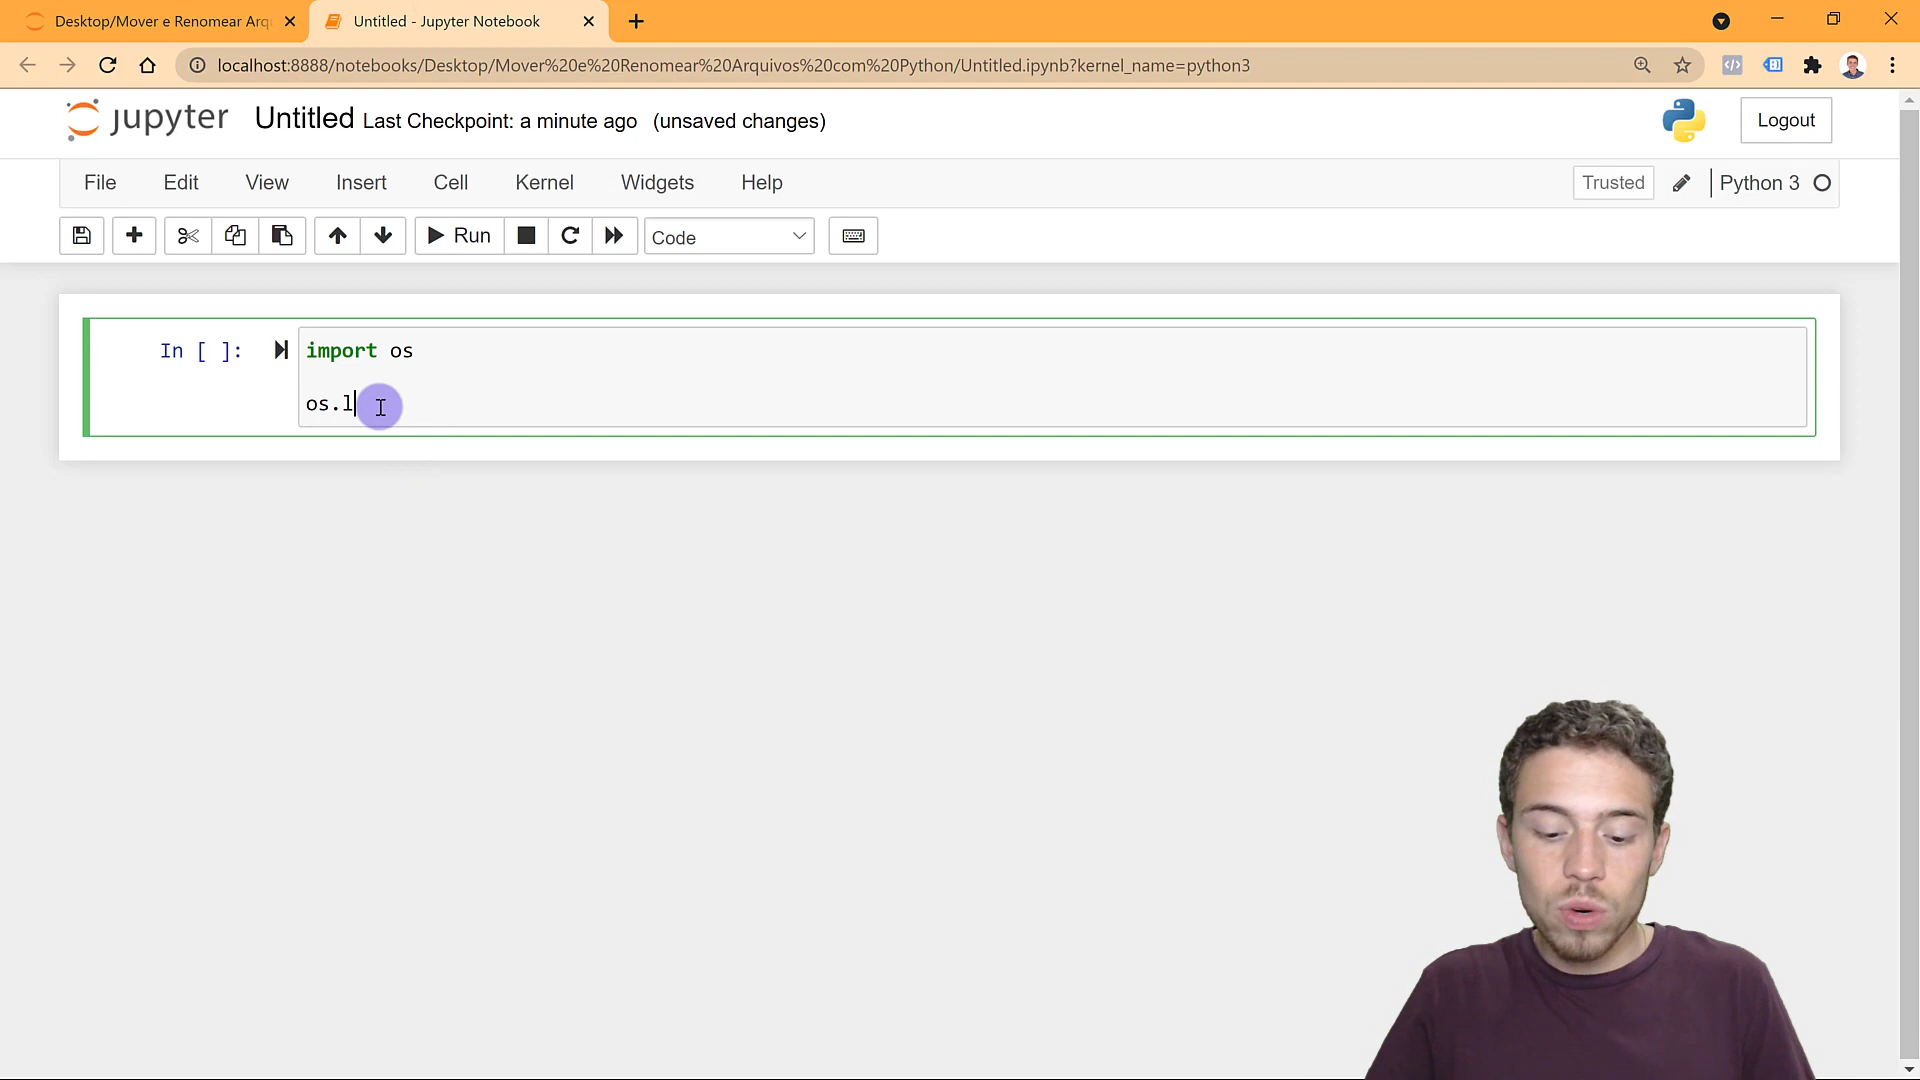 Desktop/Mover e Renomear Arq
Untitled - Jupyter Notebook
localhost:8888/notebooks/Desktop/Mover%20e%20Renomear%20Arquivos%20com%20Python/Untitled.ipynb?kernel_name=python3
jupyter Untitled Last Checkpoint: a minute ago (unsaved changes) Logout
File Edit View Insert Cell Kernel Widgets Help Trusted Python 3
Run Code
In [ ]: import os
os.l